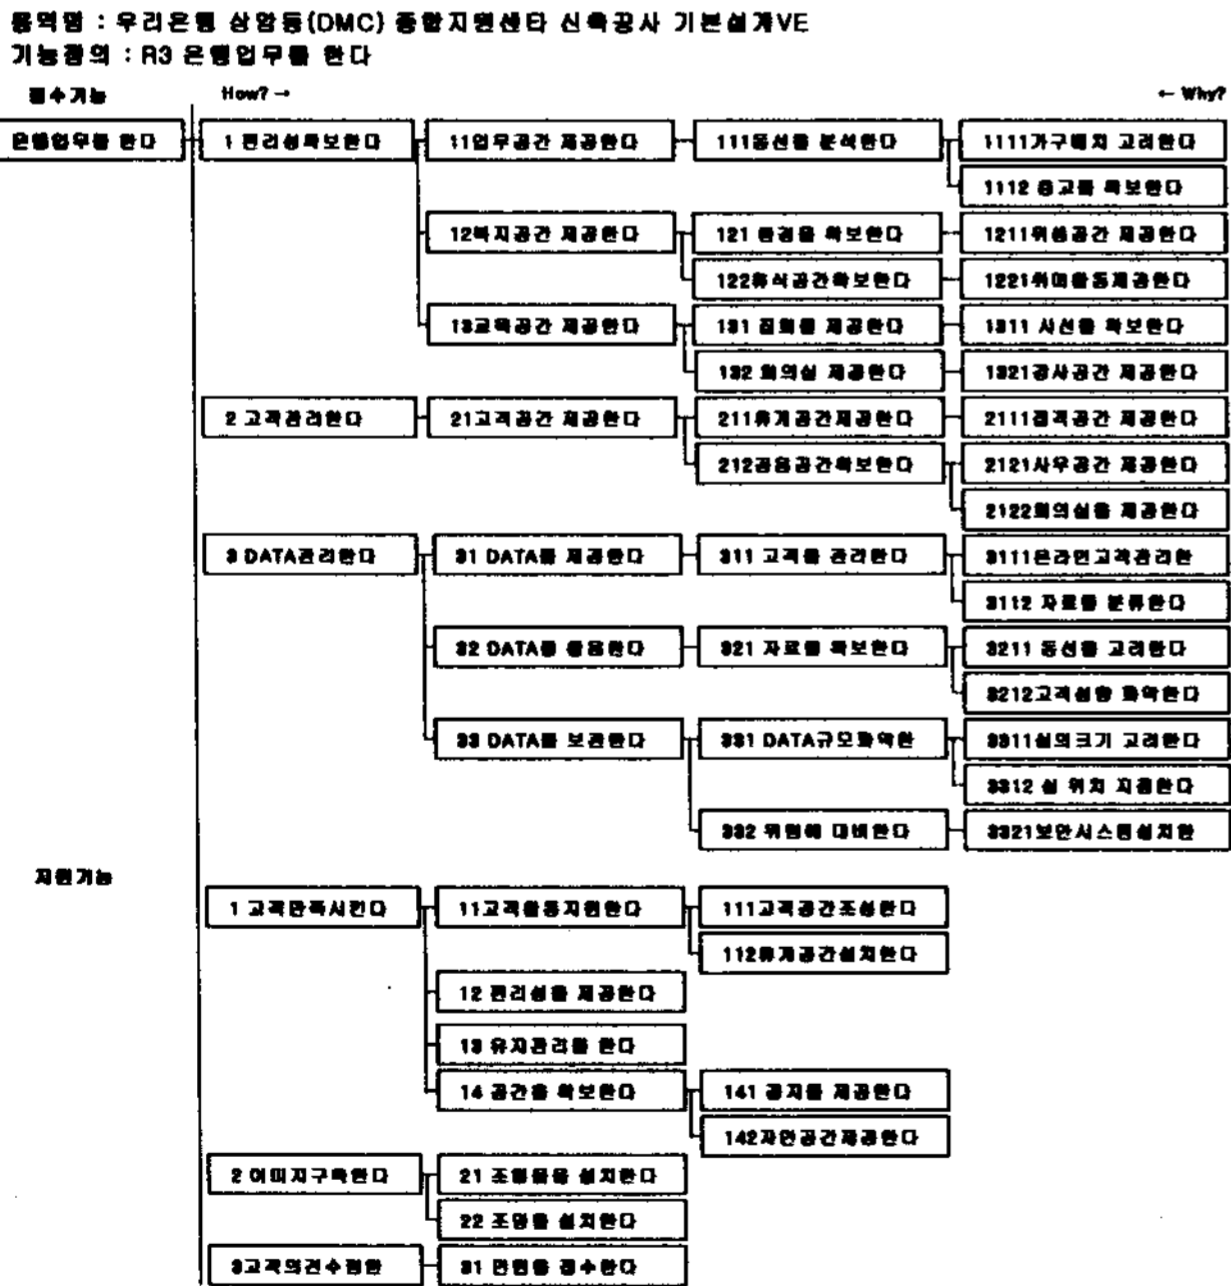 용역명 : 우리은행 상암동(DMC) 종합지원센타 신축공사 기본설계VE
기능정의 : R3 은행업무를 한다
필수기능 How? → ← Why?
은행업무를 한다 1 편리성확보한다 11업무공간 제공한다 111동선을 분석한다 1111가구배치 고려한다
1112 층고를 확보한다
12복지공간 제공한다 121 환경을 확보한다 1211위생공간 제공한다
122휴식공간확보한다 1221취미활동제공한다
13교육공간 제공한다 131 집회를 제공한다 1311 시선을 확보한다
132 회의실 제공한다 1321강사공간 제공한다
2 고객관리한다 21고객공간 제공한다 211휴게공간제공한다 2111접객공간 제공한다
212공용공간확보한다 2121사우공간 제공한다
2122회의실을 제공한다
3 DATA관리한다 31 DATA를 제공한다 311 고객을 관리한다 3111온라인고객관리한
3112 자료를 분류한다
32 DATA를 활용한다 321 자료를 확보한다 3211 동선을 고려한다
3212고객성향 파악한다
33 DATA를 보관한다 331 DATA규모파악한 3311실의크기 고려한다
3312 실 위치 지정한다
332 위험에 대비한다 3321보안시스템설치한
지원기능
1 고객만족시킨다 11고객활동지원한다 111고객공간조성한다
112휴게공간설치한다
12 편리성을 제공한다
13 유지관리를 한다
14 공간을 확보한다 141 공지를 제공한다
142자연공간제공한다
2 이미지구축한다 21 조형물을 설치한다
22 조명을 설치한다
3고객의견수렴한 31 민원을 접수한다